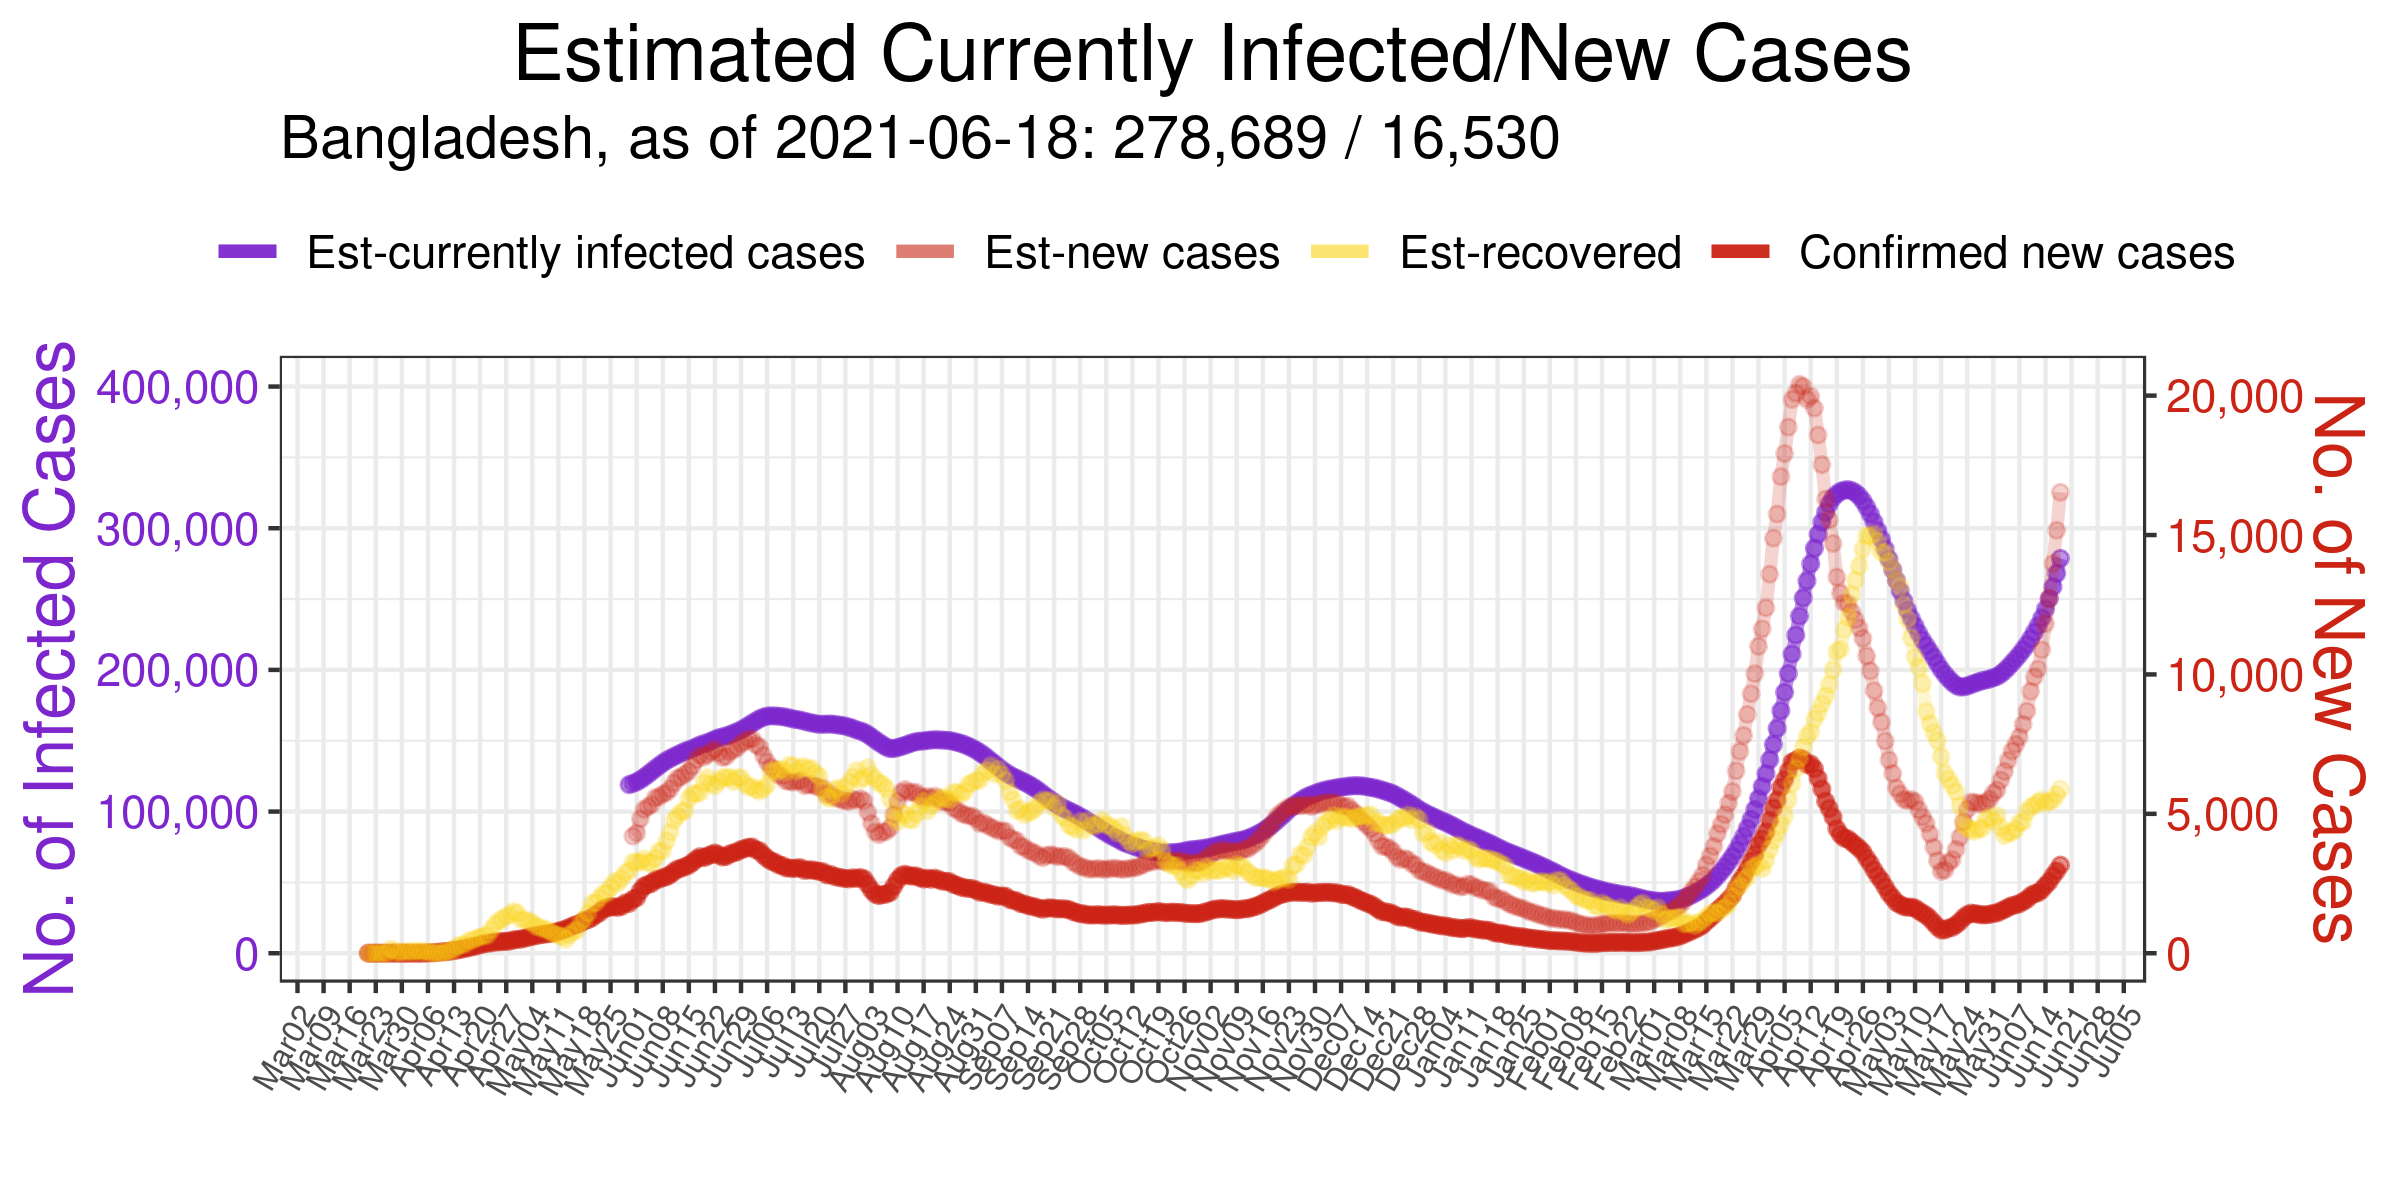 Estimated Currently Infected/New Cases
Bangladesh, as of 2021-06-18: 278,689 / 16,530
Est-currently infected cases Est-new cases Est-recovered Confirmed new cases
No. of Infected Cases
400,000
300,000
200,000
100,000
0
20,000
15,000
10,000
5,000
0
No. of New Cases
Mar02 Mar09 Mar16 Mar23 Mar30 Apr06 Apr13 Apr20 Apr27 May04 May11 May18 May25 Jun01 Jun08 Jun15 Jun22 Jun29 Jul06 Jul13 Jul20 Jul27 Aug03 Aug10 Aug17 Aug24 Aug31 Sep07 Sep14 Sep21 Sep28 Oct05 Oct12 Oct19 Oct26 Nov02 Nov09 Nov16 Nov23 Nov30 Dec07 Dec14 Dec21 Dec28 Jan04 Jan11 Jan18 Jan25 Feb01 Feb08 Feb15 Feb22 Mar01 Mar08 Mar15 Mar22 Mar29 Apr05 Apr12 Apr19 Apr26 May03 May10 May17 May24 May31 Jun07 Jun14 Jun21 Jun28 Jul05